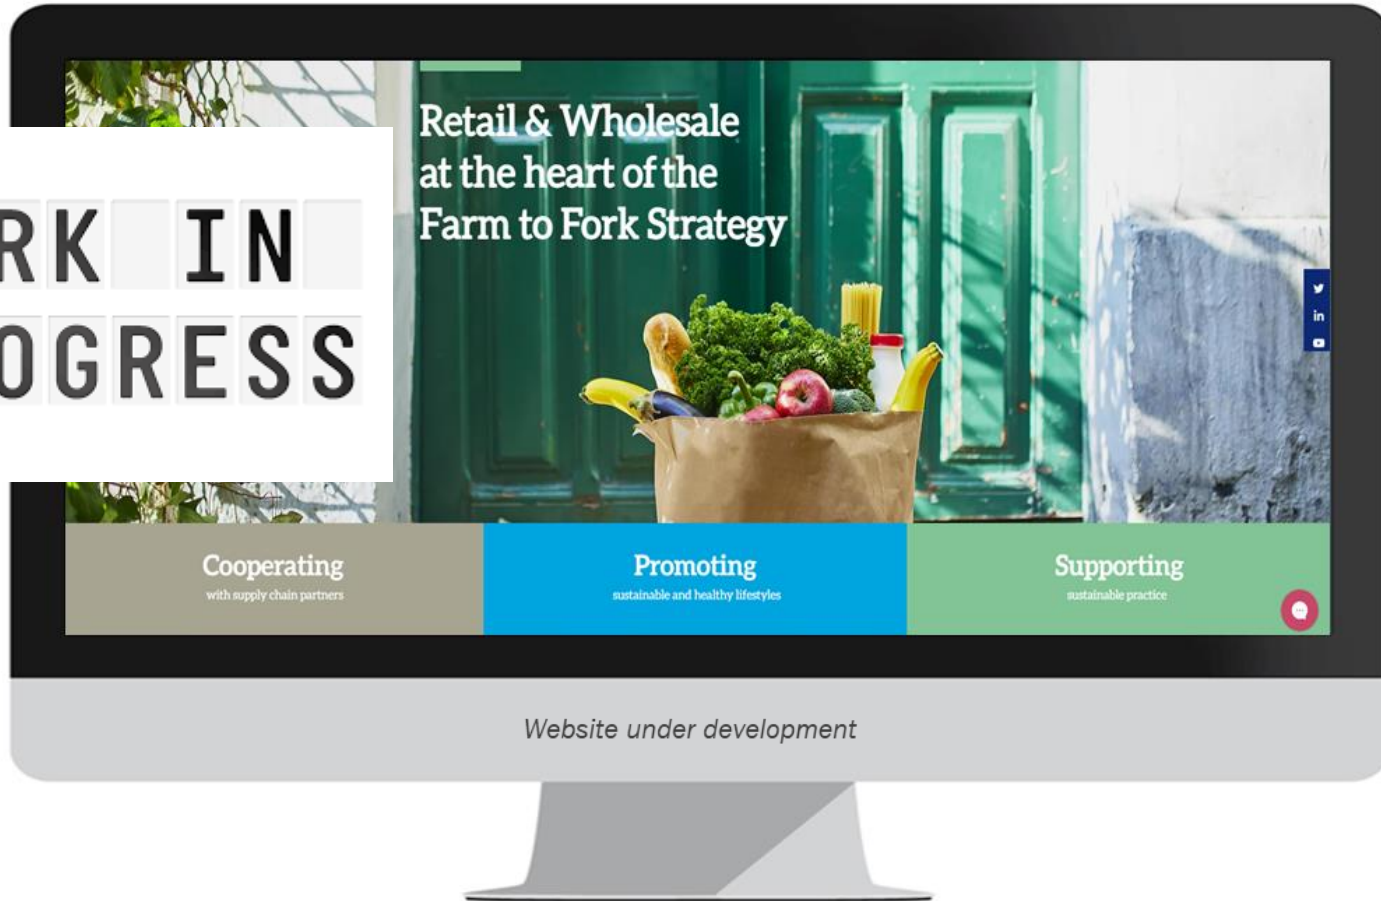 Retail & Wholesale
at the heart of the
Farm to Fork Strategy
RK IN
OGRESS
in
Cooperating
with supply chain partners
Promoting
sustainable and healthy lifestyles
Supporting
sustainable practice
Website under development